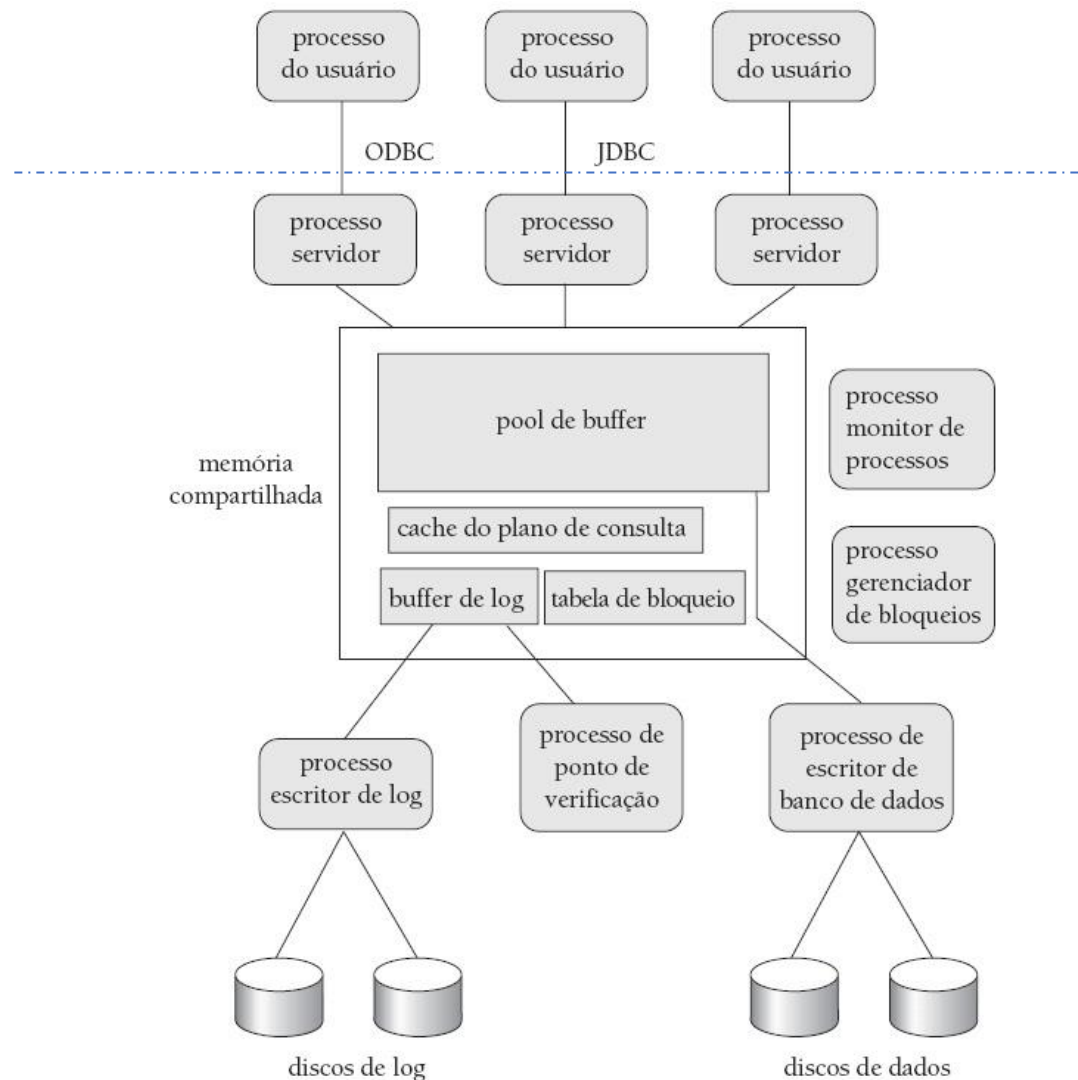 processo
do usuário
processo
do usuário
processo
do usuário
ODBC
JDBC
processo
servidor
processo
servidor
processo
servidor
pool de buffer
memória
compartilhada
cache do plano de consulta
buffer de log
tabela de bloqueio
processo
monitor de
processos
processo
gerenciador
de bloqueios
processo
escritor de log
processo de
ponto de
verificação
processo de
escritor de
banco de dados
discos de log
discos de dados